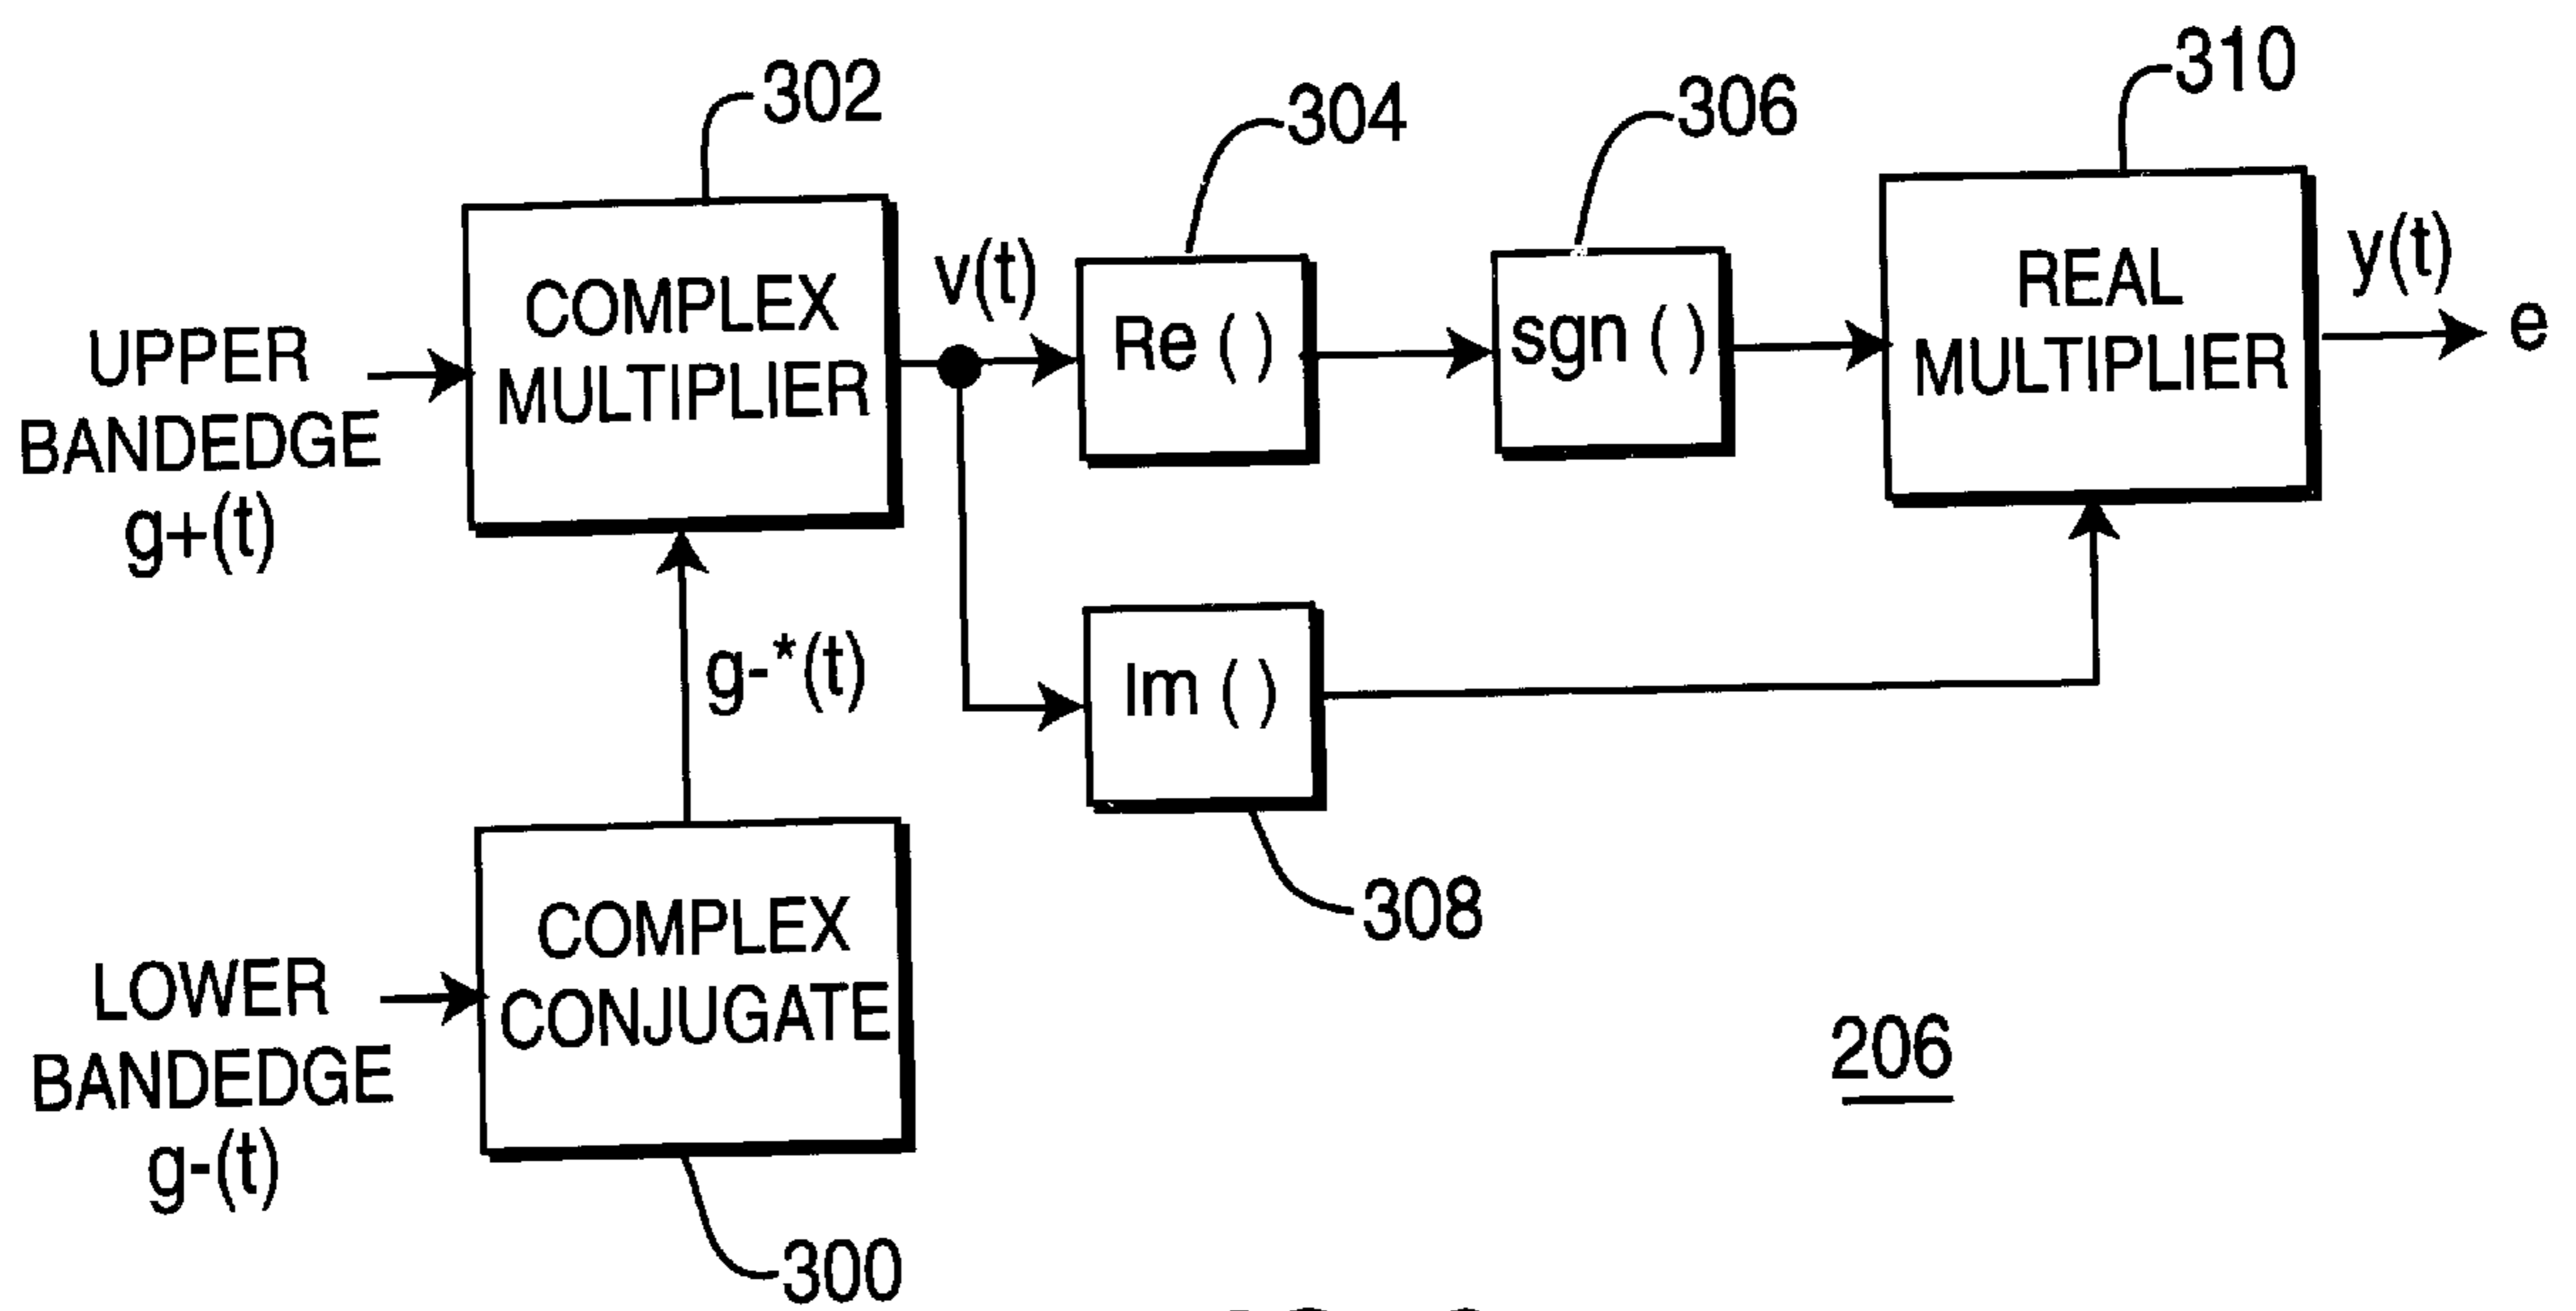 302
304
306
310
UPPER
BANDEDGE
g+(t)
COMPLEX
MULTIPLIER
v(t)
Re ( )
sgn ( )
REAL
MULTIPLIER
y(t)
e
g-*(t)
Im ( )
308
LOWER
BANDEDGE
g-(t)
COMPLEX
CONJUGATE
300
206